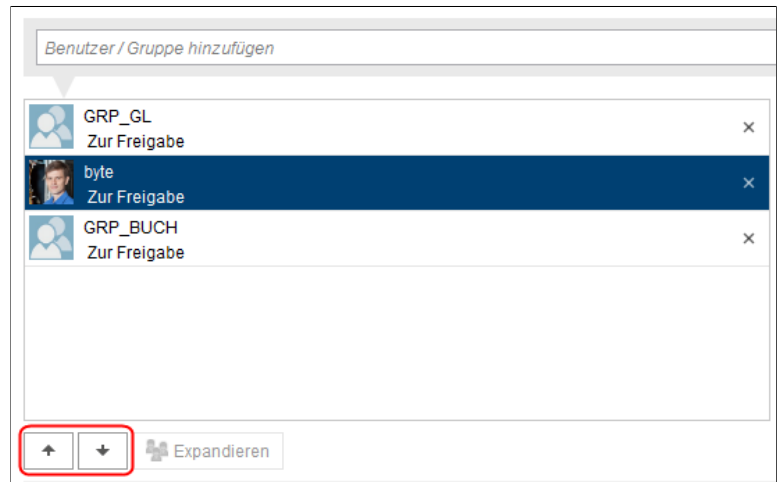 Benutzer / Gruppe hinzufügen
GRP_GL
Zur Freigabe
byte
Zur Freigabe
GRP_BUCH
Zur Freigabe
Expandieren